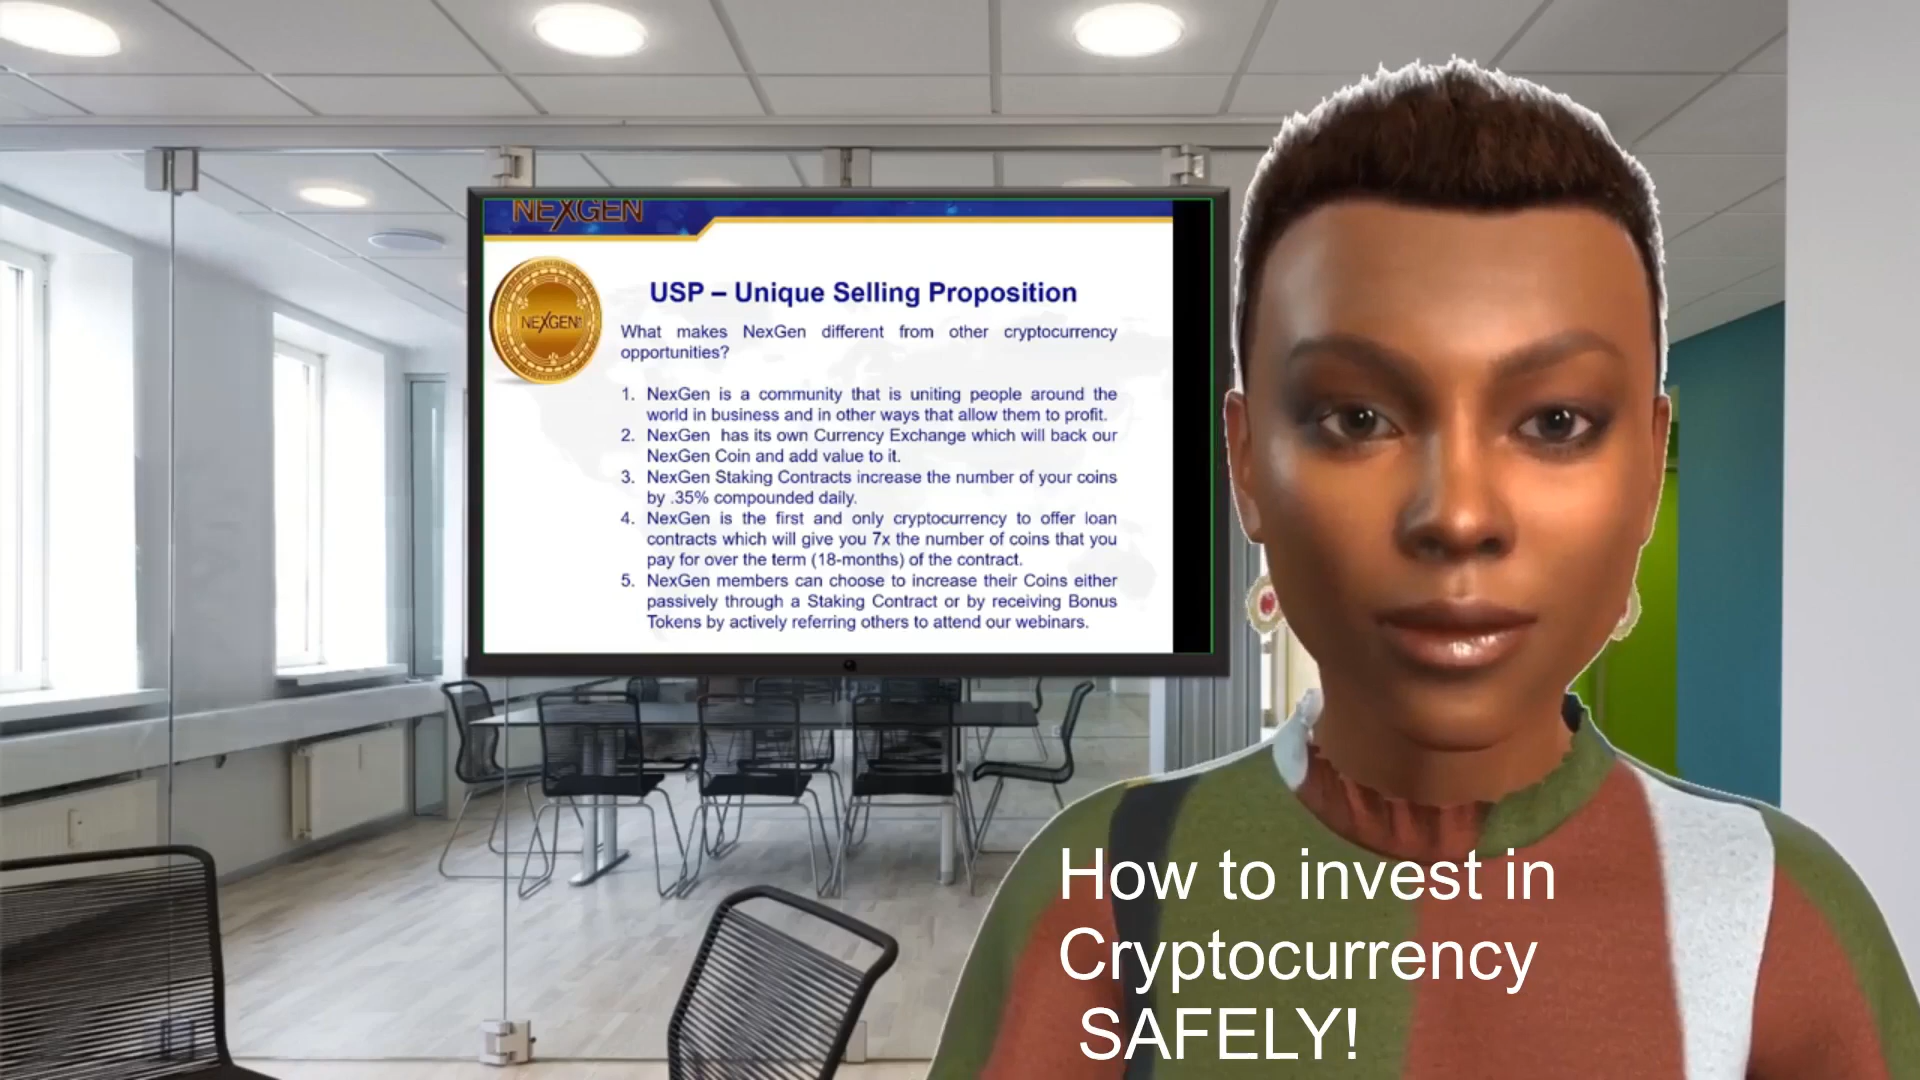 NEXGEN
NEXGEN
USP – Unique Selling Proposition
What makes NexGen different from other cryptocurrency
opportunities?
1. NexGen is a community that is uniting people around the
world in business and in other ways that allow them to profit.
2. NexGen has its own Currency Exchange which will back our
NexGen Coin and add value to it.
3. NexGen Staking Contracts increase the number of your coins
by .35% compounded daily.
4. NexGen is the first and only cryptocurrency to offer loan
contracts which will give you 7x the number of coins that you
pay for over the term (18-months) of the contract.
5. NexGen members can choose to increase their Coins either
passively through a Staking Contract or by receiving Bonus
Tokens by actively referring others to attend our webinars.
How to invest in
Cryptocurrency
SAFELY!